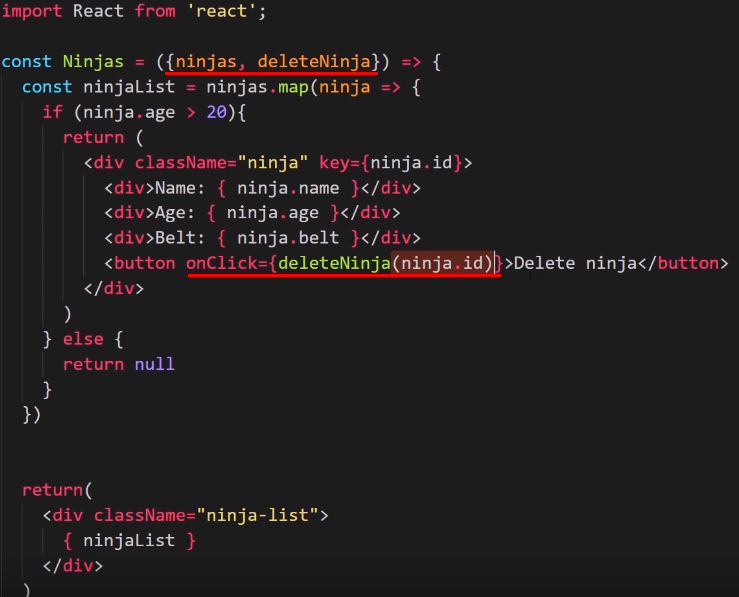 import React from 'react';
const Ninjas = ({ninjas, deleteNinja}) => {
const ninjaList = ninjas.map(ninja => {
if (ninja.age > 20){
return (
<div className="ninja" key={ninja.id}>
<div>Name: { ninja.name }</div>
<div>Age: { ninja.age }</div>
<div>Belt: { ninja.belt }</div>
<button onClick={deleteNinja(ninja.id)}>Delete ninja</button>
</div>
)
} else {
return null
}
})
return(
<div className="ninja-list">
{ ninjaList }
</div>
)